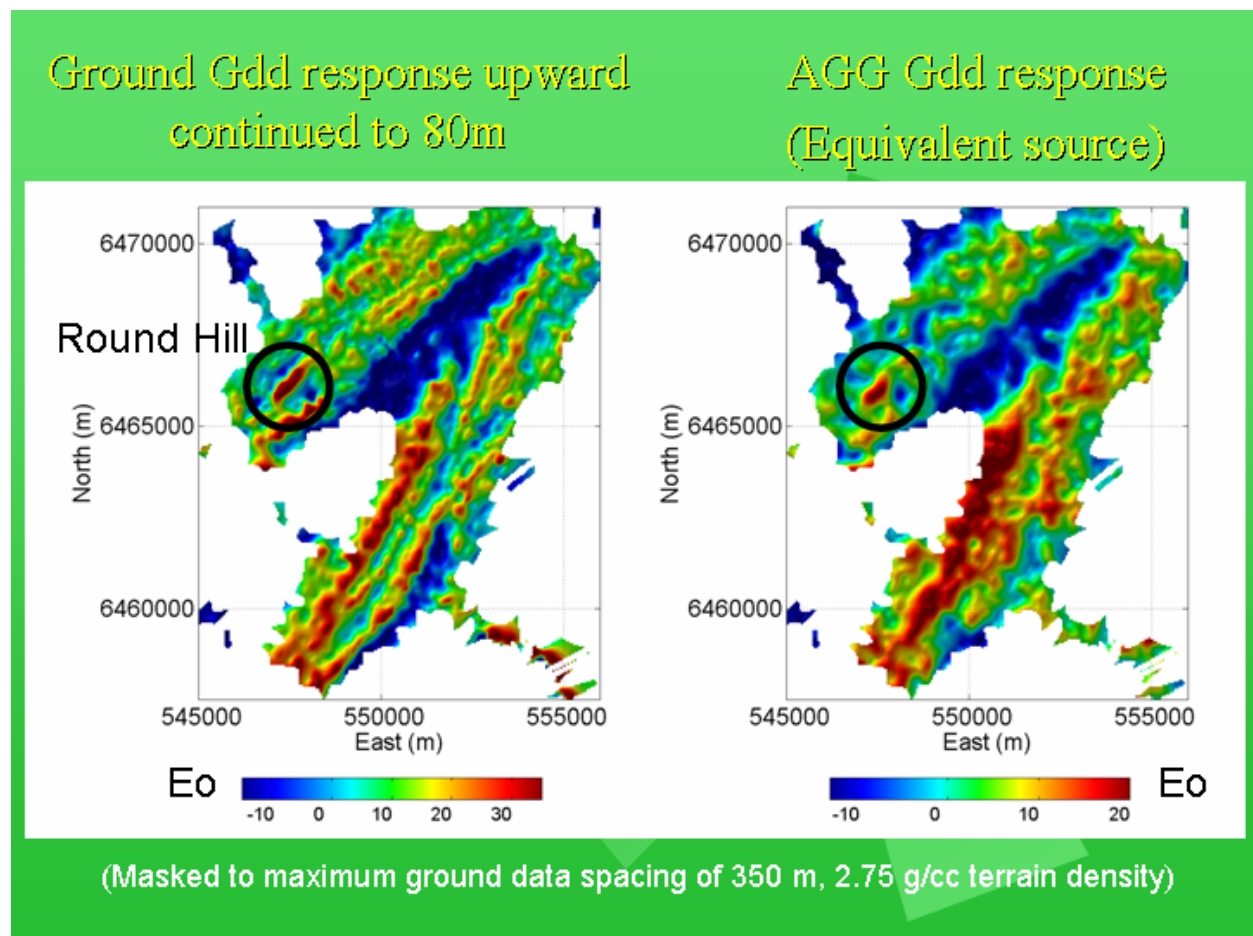 Ground Gdd response upward
continued to 80m
AGG Gdd response
(Equivalent source)
Round Hill
North (m)
6470000
6465000
6460000
545000 550000 555000
East (m)
Eo
-10 0 10 20 30
North (m)
6470000
6465000
6460000
545000 550000 555000
East (m)
-10 0 10 20
Eo
(Masked to maximum ground data spacing of 350 m, 2.75 g/cc terrain density)